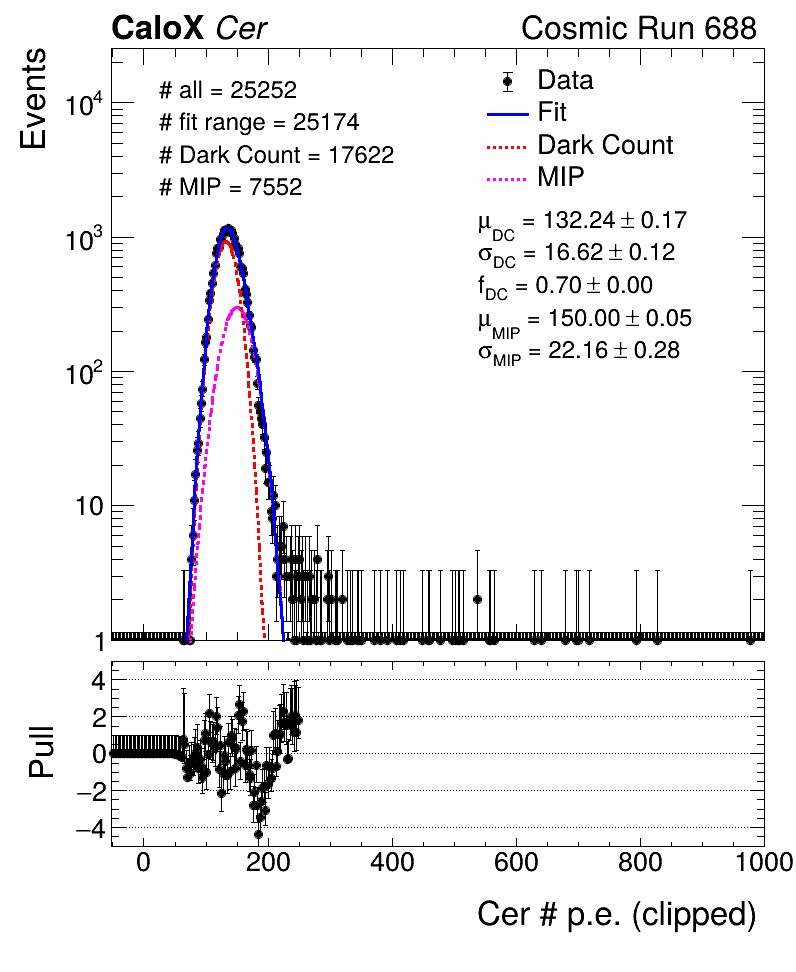 CaloX Cer Cosmic Run 688
Events
# all = 25252
# fit range = 25174
# Dark Count = 17622
# MIP = 7552
Data
Fit
Dark Count
MIP
μDC = 132.24 ± 0.17
σDC = 16.62 ± 0.12
fDC = 0.70 ± 0.00
μMIP = 150.00 ± 0.05
σMIP = 22.16 ± 0.28
10⁴
10³
10²
10
1
Pull
4
2
0
−2
−4
0 200 400 600 800 1000
Cer # p.e. (clipped)